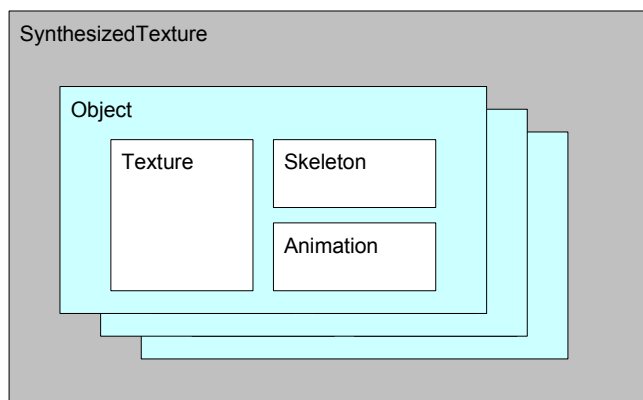 SynthesizedTexture
Object
Texture
Skeleton
Animation